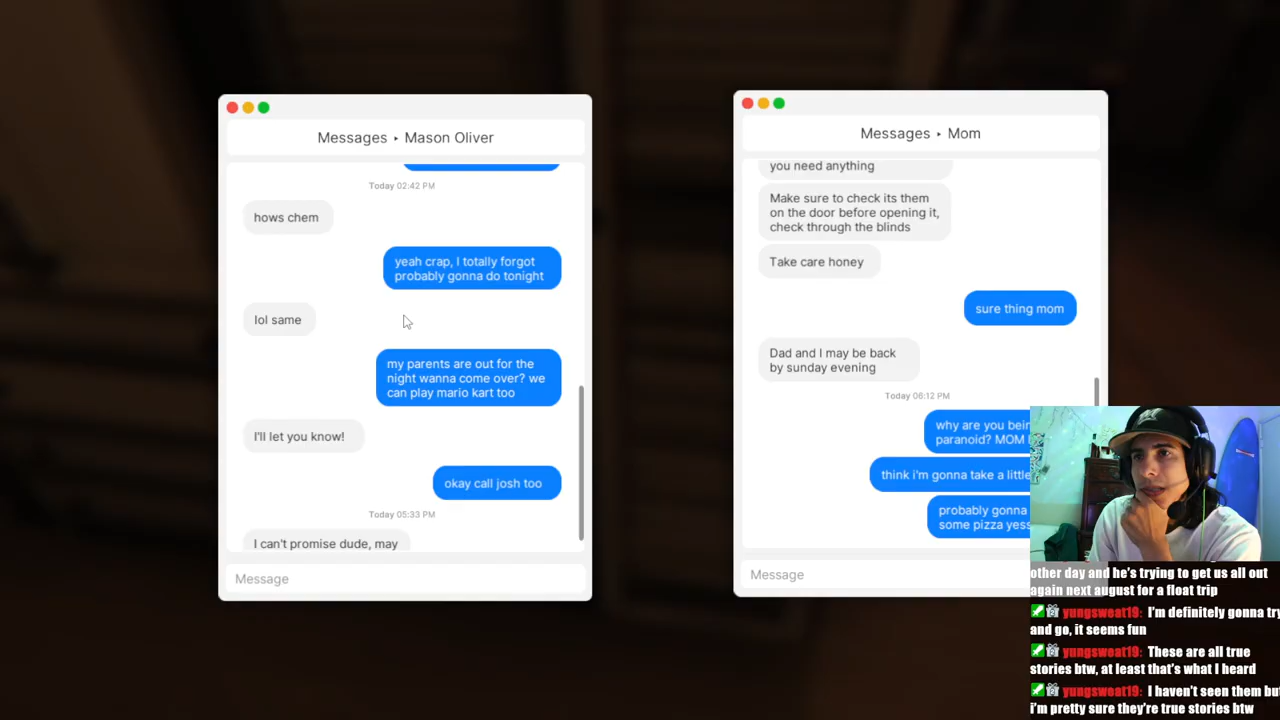 Messages ▸ Mason Oliver
Today 02:42 PM
hows chem
yeah crap, I totally forgot
probably gonna do tonight
lol same
my parents are out for the
night wanna come over? we
can play mario kart too
I'll let you know!
okay call josh too
Today 05:33 PM
I can't promise dude, may
Message
Messages ▸ Mom
you need anything
Make sure to check its them
on the door before opening it,
check through the blinds
Take care honey
sure thing mom
Dad and I may be back
by sunday evening
Today 06:12 PM
why are you
paranoid? MOM
think i'm gonna take a little
probably gonna
some pizza yess
Message
other day and he's trying to get us all out
again next august for a float trip
yungsweat19: I'm definitely gonna try
and go, it seems fun
yungsweat19: These are all true
stories btw, at least that's what I heard
yungsweat19: I haven't seen them but
i'm pretty sure they're true stories btw